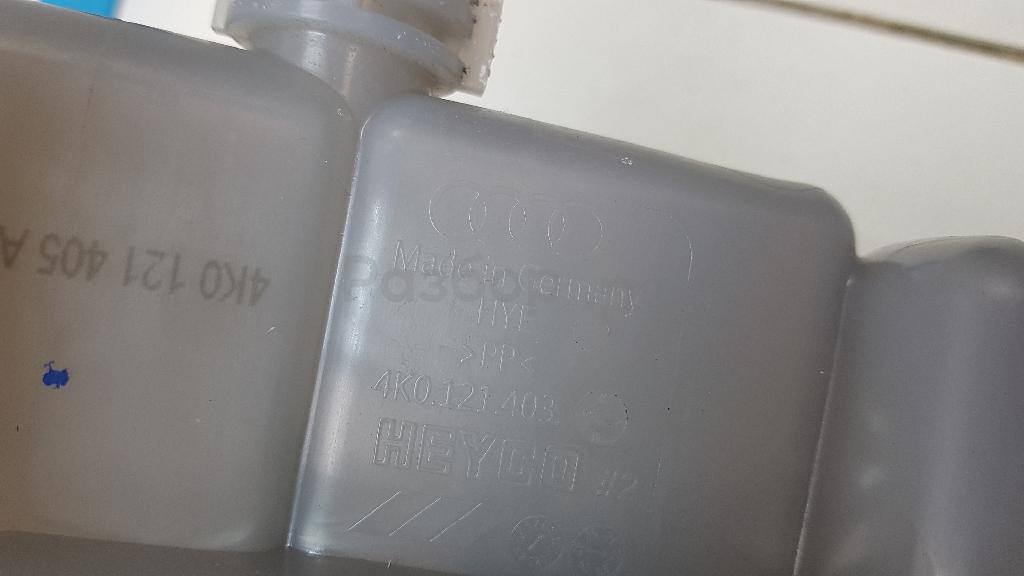 4K0 121 405 A
Made in Germany
HYE
>PP<
4K0.121.403
HEYCO #2